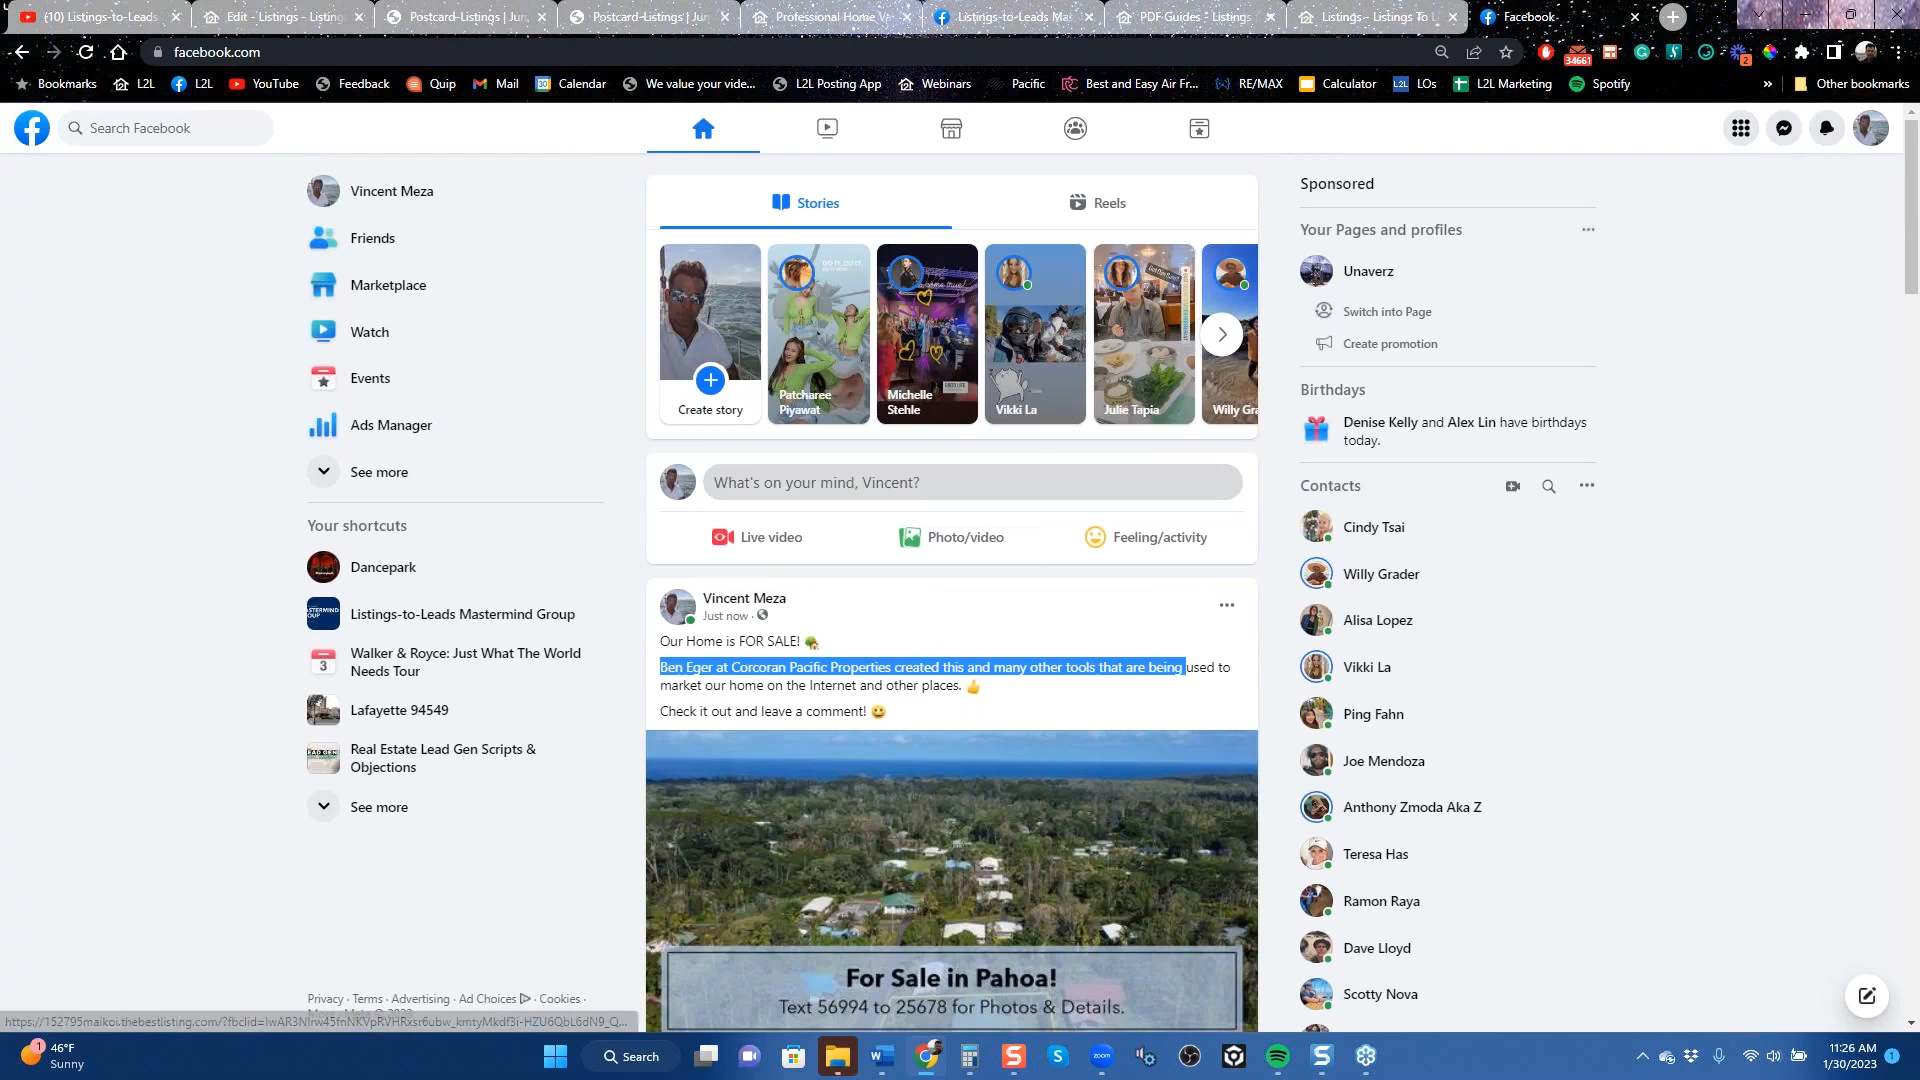 (10) Listings-to-Leads
Edit - Listings - Listing
Postcard-Listings | Jun
Postcard-Listings | Jun
Professional Home Va
Listings-to-Leads Mas
PDF Guides - Listings
Listings - Listings To L
Facebook
facebook.com
34661
2
Bookmarks
L2L
L2L
YouTube
Feedback
Quip
Mail
Calendar
We value your vide...
L2L Posting App
Webinars
Pacific
Best and Easy Air Fr...
RE/MAX
Calculator
LOs
L2L Marketing
Spotify
»
Other bookmarks
Search Facebook
Vincent Meza
Friends
Marketplace
Watch
Events
Ads Manager
See more
Your shortcuts
Dancepark
Listings-to-Leads Mastermind Group
Walker & Royce: Just What The World
Needs Tour
Lafayette 94549
Real Estate Lead Gen Scripts &
Objections
See more
Privacy · Terms · Advertising · Ad Choices · Cookies ·
Stories
Reels
Create story
Patcharee
Piyawat
Michelle
Stehle
Vikki La
Julie Tapia
Willy Gra
What's on your mind, Vincent?
Live video
Photo/video
Feeling/activity
Vincent Meza
Just now ·
Our Home is FOR SALE! 🏡
Ben Eger at Corcoran Pacific Properties created this and many other tools that are being used to
market our home on the Internet and other places. 👍
Check it out and leave a comment! 😀
For Sale in Pahoa!
Text 56994 to 25678 for Photos & Details.
Sponsored
Your Pages and profiles
Unaverz
Switch into Page
Create promotion
Birthdays
Denise Kelly and Alex Lin have birthdays
today.
Contacts
Cindy Tsai
Willy Grader
Alisa Lopez
Vikki La
Ping Fahn
Joe Mendoza
Anthony Zmoda Aka Z
Teresa Has
Ramon Raya
Dave Lloyd
Scotty Nova
46°F
Sunny
Search
11:26 AM
1/30/2023